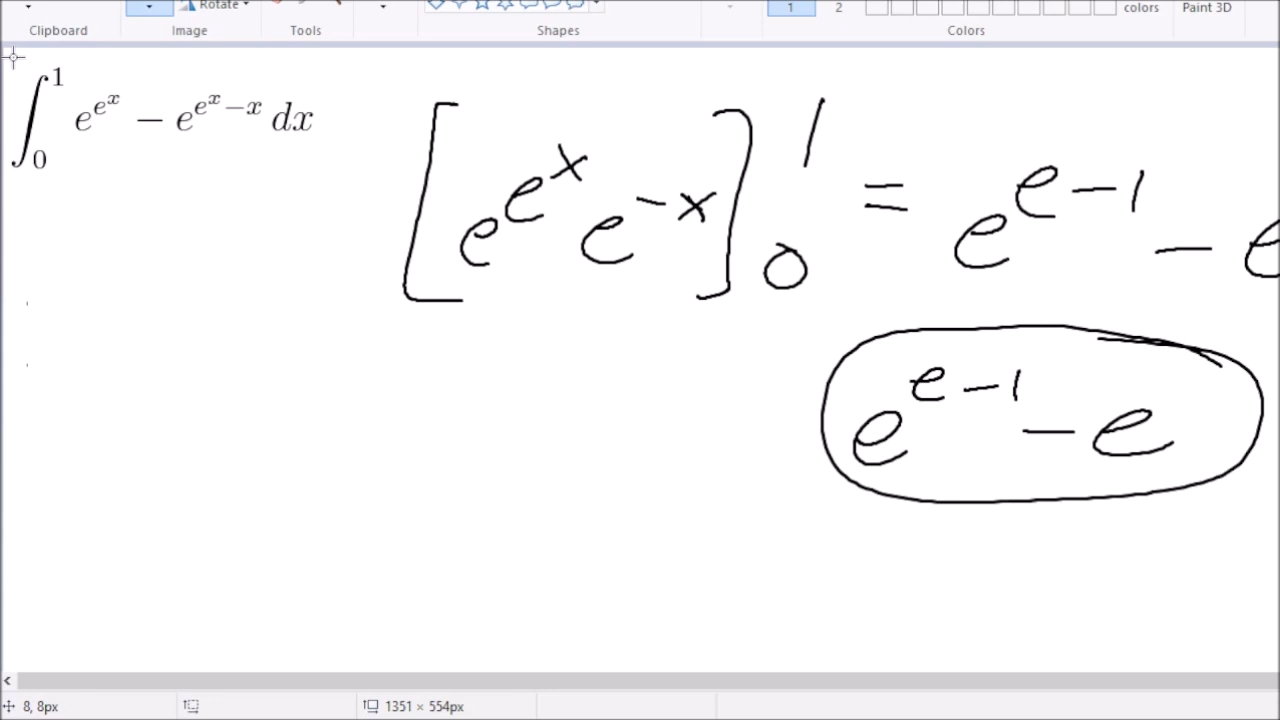 Rotate
1 2 colors Paint 3D
Clipboard Image Tools Shapes Colors
∫₀¹ e^{e^x} − e^{e^x−x} dx
[e^{e^x} e^{−x}]₀¹ = e^{e−1} − e
e^{e−1} − e
8, 8px 1351 × 554px